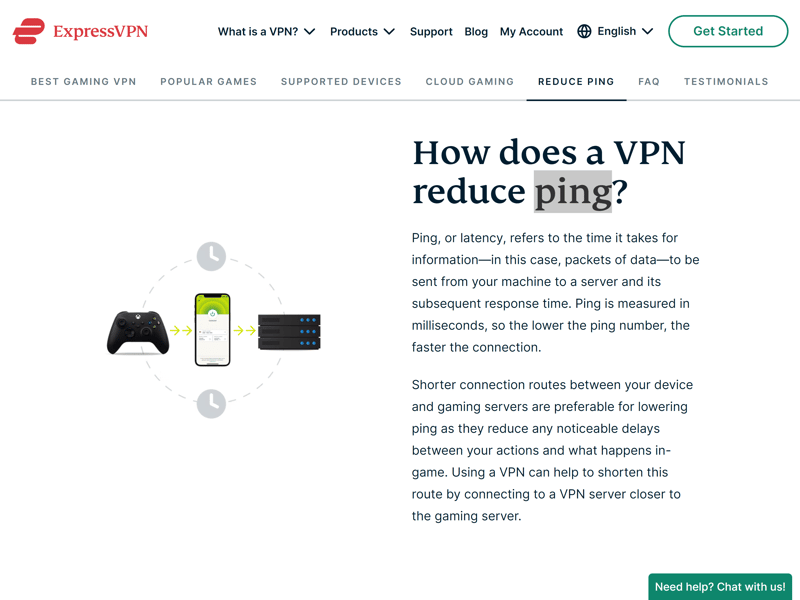 ExpressVPN
What is a VPN?
Products
Support
Blog
My Account
English
Get Started
BEST GAMING VPN
POPULAR GAMES
SUPPORTED DEVICES
CLOUD GAMING
REDUCE PING
FAQ
TESTIMONIALS
How does a VPN
reduce ping?
Ping, or latency, refers to the time it takes for
information—in this case, packets of data—to be
sent from your machine to a server and its
subsequent response time. Ping is measured in
milliseconds, so the lower the ping number, the
faster the connection.
Shorter connection routes between your device
and gaming servers are preferable for lowering
ping as they reduce any noticeable delays
between your actions and what happens in-
game. Using a VPN can help to shorten this
route by connecting to a VPN server closer to
the gaming server.
Need help? Chat with us!